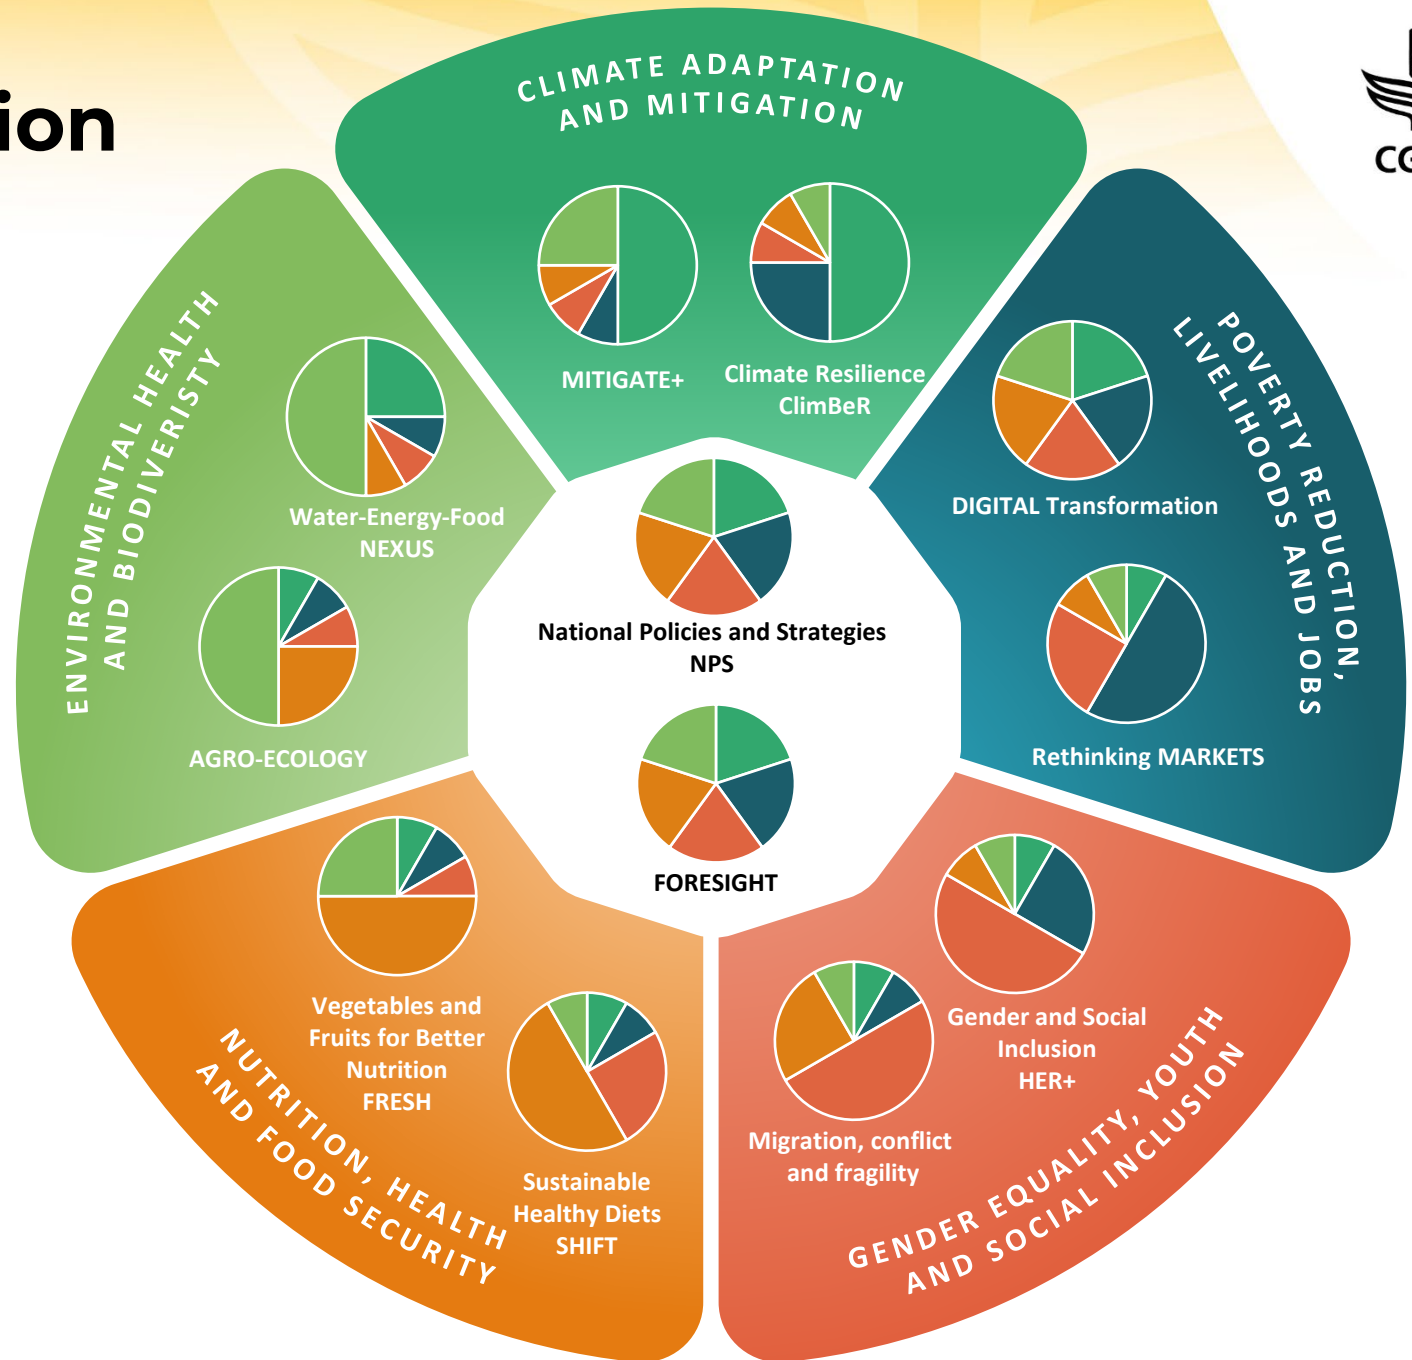 CLIMATE ADAPTATION
AND MITIGATION
MITIGATE+
Climate Resilience
ClimBeR
POVERTY REDUCTION,
LIVELIHOODS AND JOBS
DIGITAL Transformation
Rethinking MARKETS
GENDER EQUALITY, YOUTH
AND SOCIAL INCLUSION
Gender and Social
Inclusion
HER+
Migration, conflict
and fragility
NUTRITION, HEALTH
AND FOOD SECURITY
Vegetables and
Fruits for Better
Nutrition
FRESH
Sustainable
Healthy Diets
SHIFT
ENVIRONMENTAL HEALTH
AND BIODIVERISTY
Water-Energy-Food
NEXUS
AGRO-ECOLOGY
National Policies and Strategies
NPS
FORESIGHT